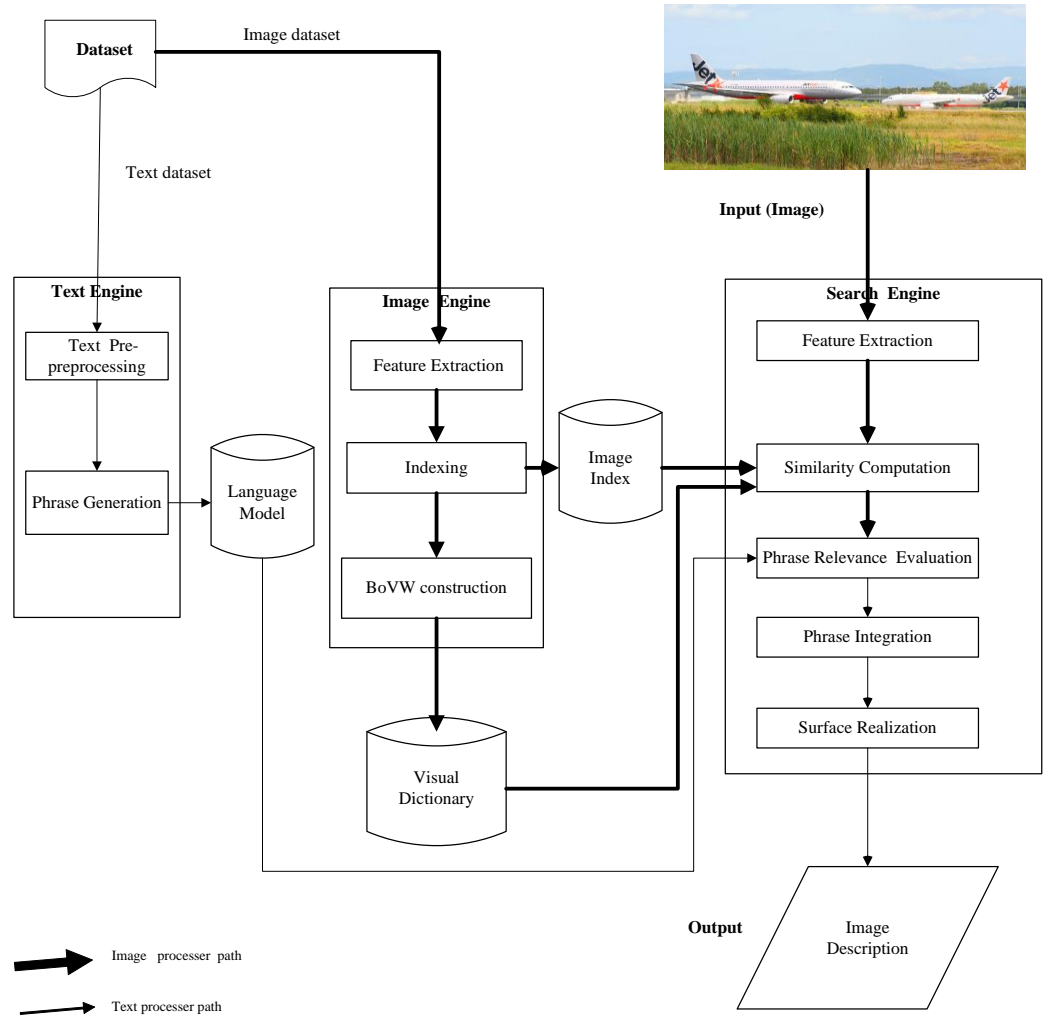 Dataset
Image dataset
Text dataset
Jet
Jet
Input (Image)
Text Engine
Text Pre-
preprocessing
Phrase Generation
Language
Model
Image Engine
Feature Extraction
Indexing
BoVW construction
Image
Index
Visual
Dictionary
Search Engine
Feature Extraction
Similarity Computation
Phrase Relevance Evaluation
Phrase Integration
Surface Realization
Output
Image
Description
Image processer path
Text processer path